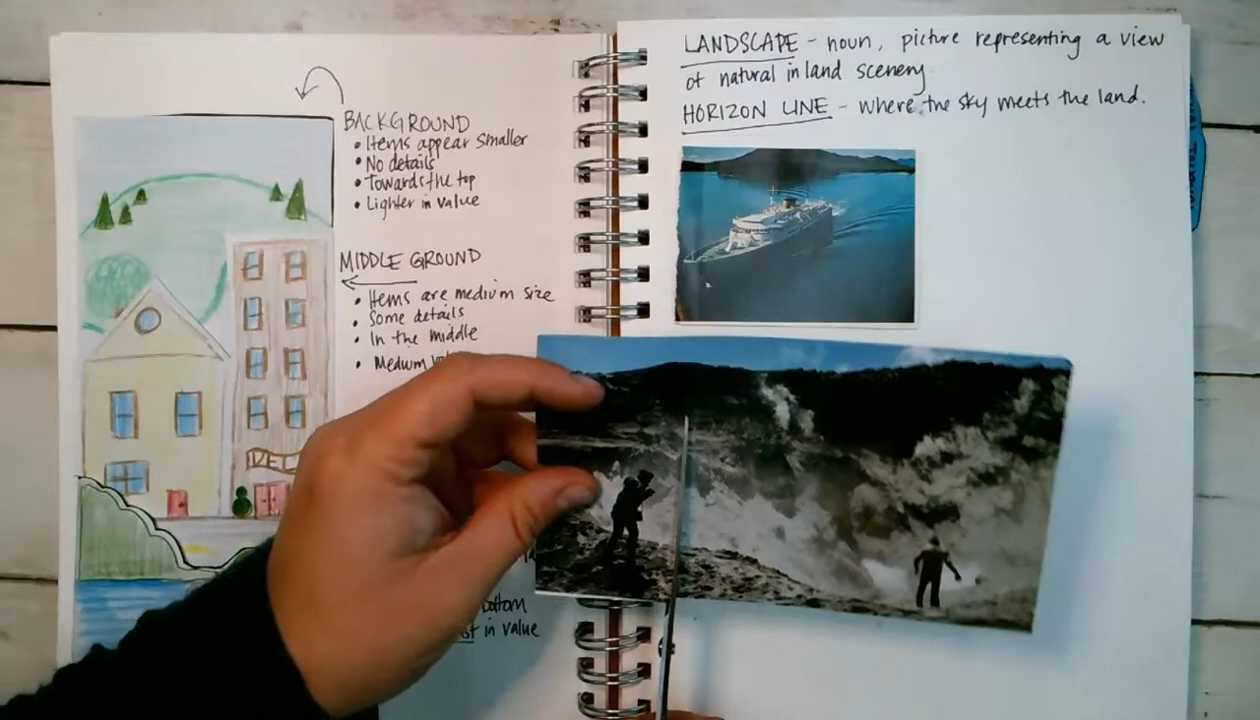 BACKGROUND
• Items appear smaller
• No details
• Towards the top
• Lighter in value
MIDDLE GROUND
• Items are medium size
• Some details
• In the middle
• Medium
bottom
in value
LANDSCAPE - noun, picture representing a view
of natural inland scenery
HORIZON LINE - where the sky meets the land.